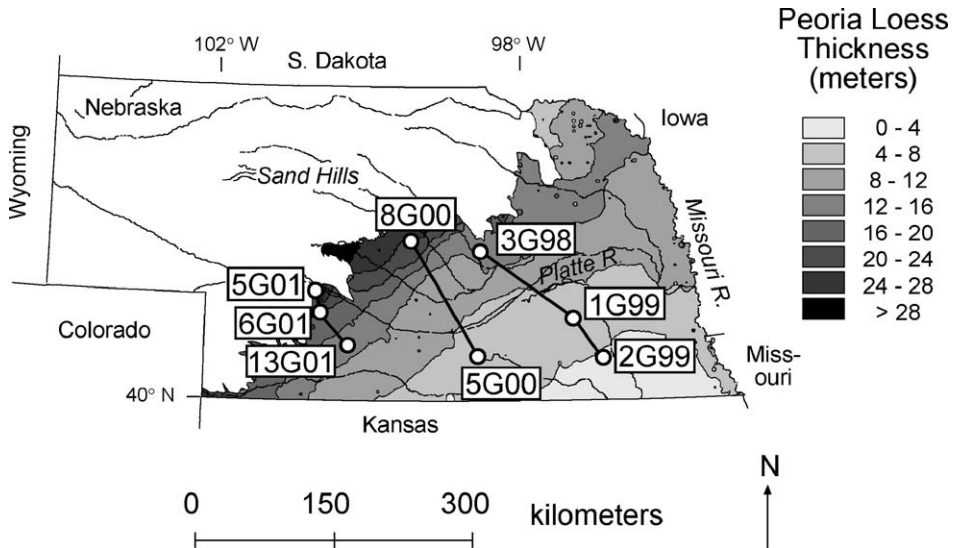 102° W
98° W
S. Dakota
Nebraska
Iowa
Wyoming
Sand Hills
8G00
3G98
Platte R.
Missouri R.
5G01
6G01
1G99
Colorado
13G01
2G99
Miss-
ouri
5G00
40° N
Kansas
Peoria Loess
Thickness
(meters)
0 - 4
4 - 8
8 - 12
12 - 16
16 - 20
20 - 24
24 - 28
> 28
0 150 300
kilometers
N